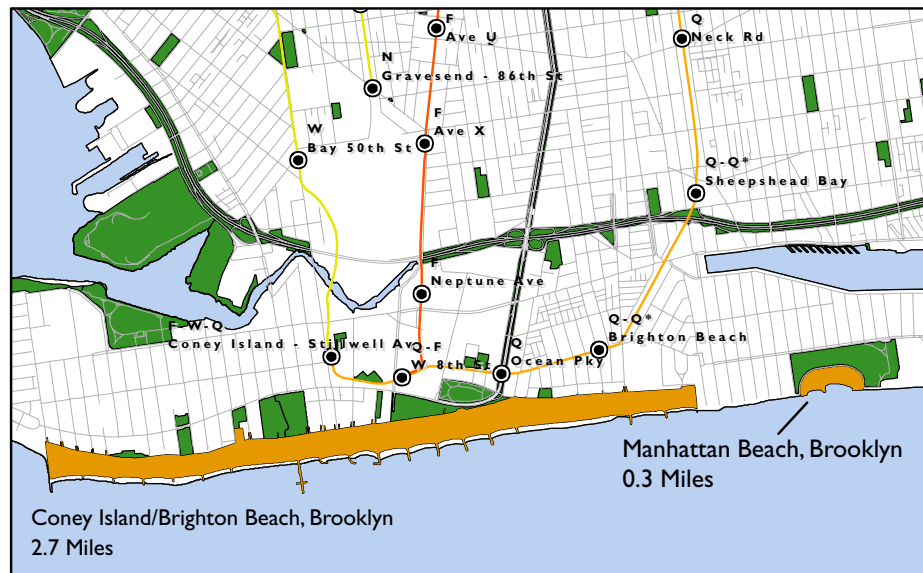 F
Ave U
Q
Neck Rd
N
Gravesend - 86th St
F
Ave X
W
Bay 50th St
Q-Q*
Sheepshead Bay
F
Neptune Ave
F-W-Q
Coney Island - Stillwell Av
Q-F
W 8th St
Q
Ocean Pky
Q-Q*
Brighton Beach
Manhattan Beach, Brooklyn
0.3 Miles
Coney Island/Brighton Beach, Brooklyn
2.7 Miles